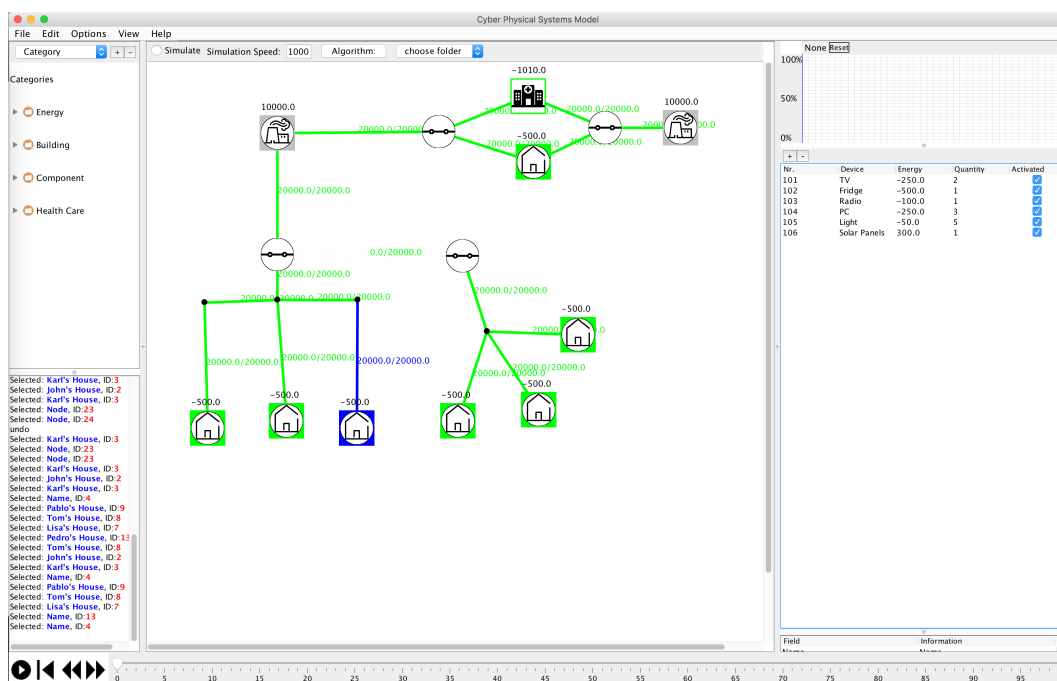 Cyber Physical Systems Model
File Edit Options View Help
Category + -
Simulate Simulation Speed: 1000 Algorithm: choose folder
None Reset
Categories
Energy
Building
Component
Health Care
100%
50%
0%
-1010.0
10000.0
10000.0
20000.0/20000.0
20000.0/20000.0
-500.0
20000.0/20000.0
0.0/20000.0
20000.0/20000.0
20000.0/20000.0
20000.0/20000.0
-500.0
20000.0/20000.0
20000.0/20000.0
20000.0/20000.0
20000.0/20000.0
20000.0/20000.0
-500.0
-500.0
-500.0
-500.0
-500.0
+ -
Nr. Device Energy Quantity Activated
101 TV -250.0 2
102 Fridge -500.0 1
103 Radio -100.0 1
104 PC -250.0 3
105 Light -50.0 5
106 Solar Panels 300.0 1
Selected: Karl's House, ID:3
Selected: John's House, ID:2
Selected: Karl's House, ID:3
Selected: Node, ID:23
Selected: Node, ID:24
undo
Selected: Karl's House, ID:3
Selected: Node, ID:23
Selected: Node, ID:23
Selected: Karl's House, ID:3
Selected: John's House, ID:2
Selected: Karl's House, ID:3
Selected: Name, ID:4
Selected: Pablo's House, ID:9
Selected: Tom's House, ID:8
Selected: Lisa's House, ID:7
Selected: Pedro's House, ID:13
Selected: Tom's House, ID:8
Selected: John's House, ID:2
Selected: Karl's House, ID:3
Selected: Name, ID:4
Selected: Pablo's House, ID:9
Selected: Tom's House, ID:8
Selected: Lisa's House, ID:7
Selected: Name, ID:13
Selected: Name, ID:4
Field Information
Name Name
0 5 10 15 20 25 30 35 40 45 50 55 60 65 70 75 80 85 90 95